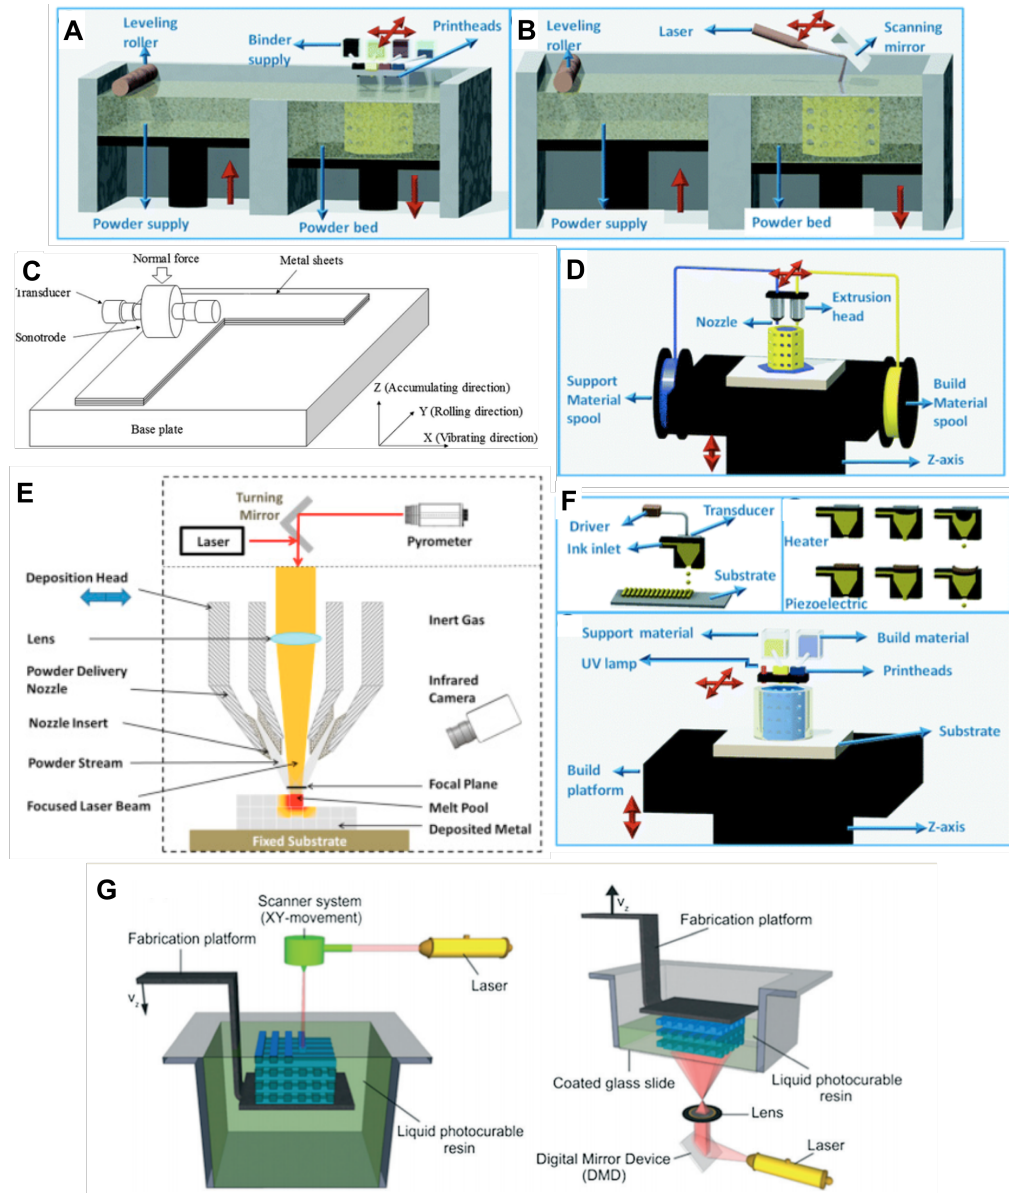 A
Leveling
roller
Binder
supply
Printheads
Powder supply
Powder bed
B
Leveling
roller
Laser
Scanning
mirror
Powder supply
Powder bed
C
Normal force
Metal sheets
Transducer
Sonotrode
Base plate
Z (Accumulating direction)
Y (Rolling direction)
X (Vibrating direction)
D
Extrusion
head
Nozzle
Support
Material
spool
Build
Material
spool
Z-axis
E
Turning
Mirror
Laser
Pyrometer
Deposition Head
Inert Gas
Lens
Powder Delivery
Nozzle
Infrared
Camera
Nozzle Insert
Powder Stream
Focal Plane
Focused Laser Beam
Melt Pool
Deposited Metal
Fixed Substrate
F
Transducer
Driver
Ink inlet
Substrate
Heater
Piezoelectric
Support material
Build material
UV lamp
Printheads
Substrate
Build
platform
Z-axis
G
Scanner system
(XY-movement)
Fabrication platform
Laser
vz
Liquid photocurable
resin
vz
Fabrication platform
Coated glass slide
Liquid photocurable
resin
Lens
Laser
Digital Mirror Device
(DMD)